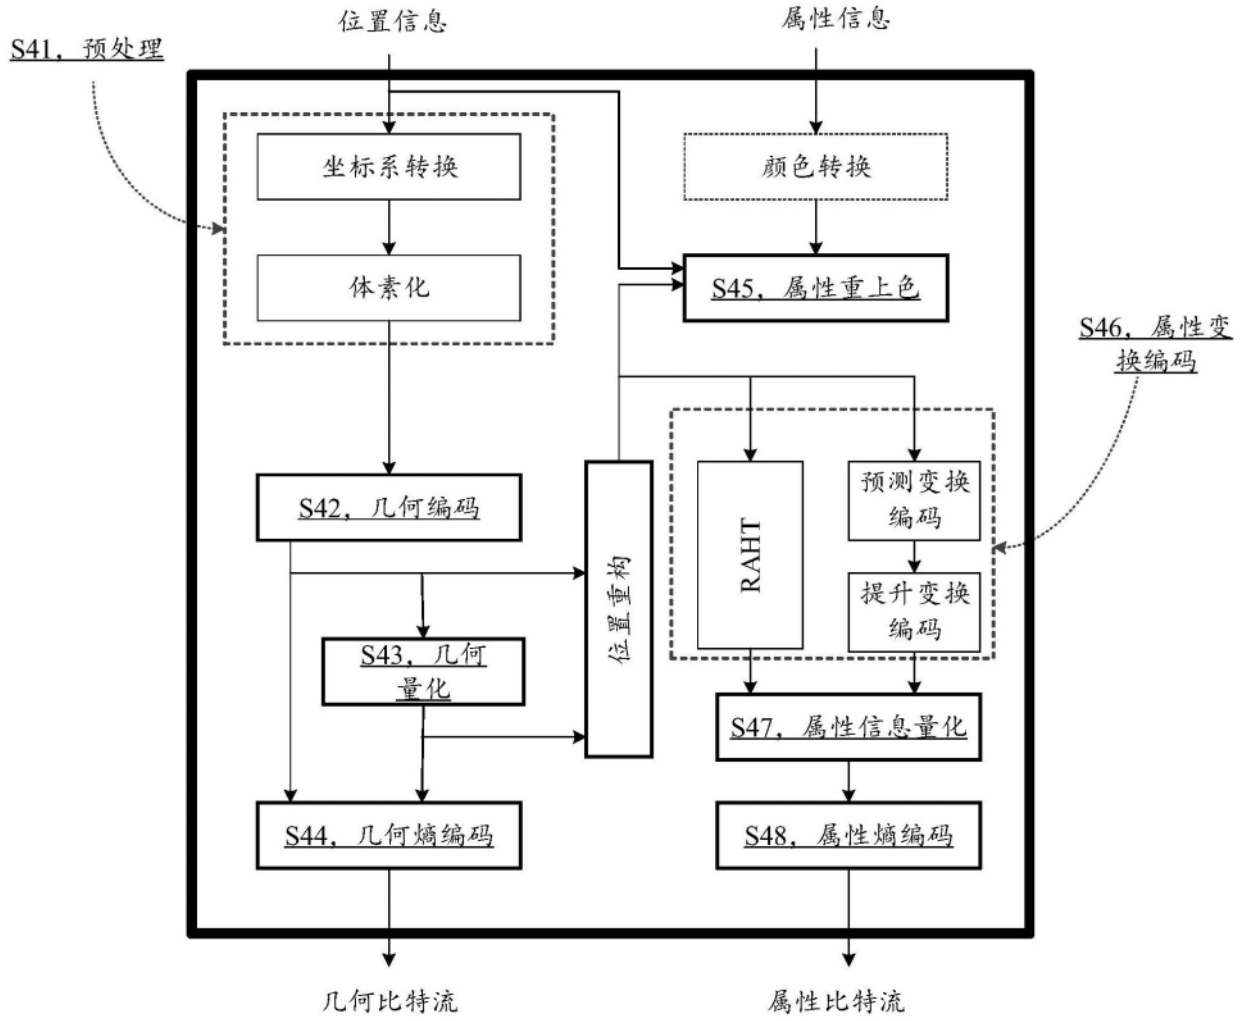 位置信息
属性信息
S41，预处理
坐标系转换
颜色转换
体素化
S45，属性重上色
S46，属性变
换编码
S42，几何编码
RAHT
预测变换
编码
位置重构
提升变换
编码
S43，几何
量化
S47，属性信息量化
S44，几何熵编码
S48，属性熵编码
几何比特流
属性比特流